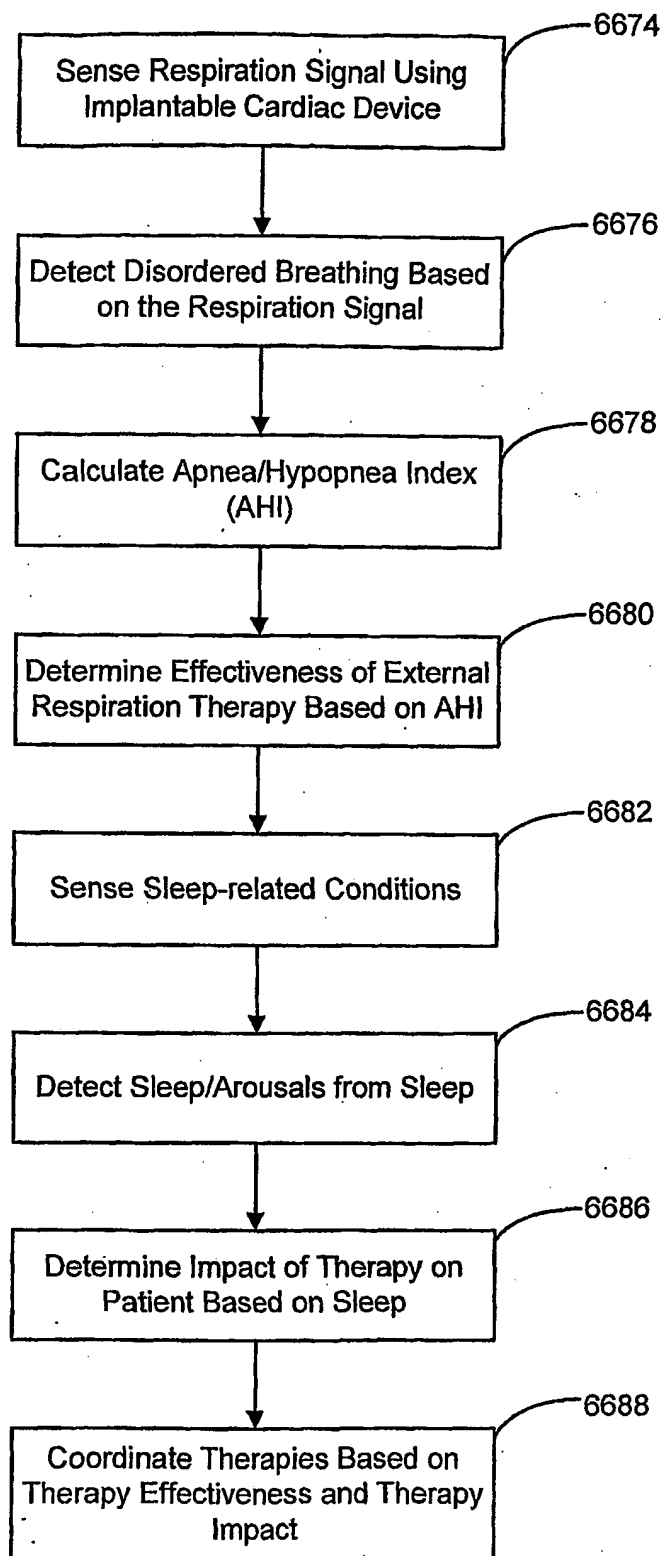 6674
Sense Respiration Signal Using
Implantable Cardiac Device
6676
Detect Disordered Breathing Based
on the Respiration Signal
6678
Calculate Apnea/Hypopnea Index
(AHI)
6680
Determine Effectiveness of External
Respiration Therapy Based on AHI
6682
Sense Sleep-related Conditions
6684
Detect Sleep/Arousals from Sleep
6686
Determine Impact of Therapy on
Patient Based on Sleep
6688
Coordinate Therapies Based on
Therapy Effectiveness and Therapy
Impact